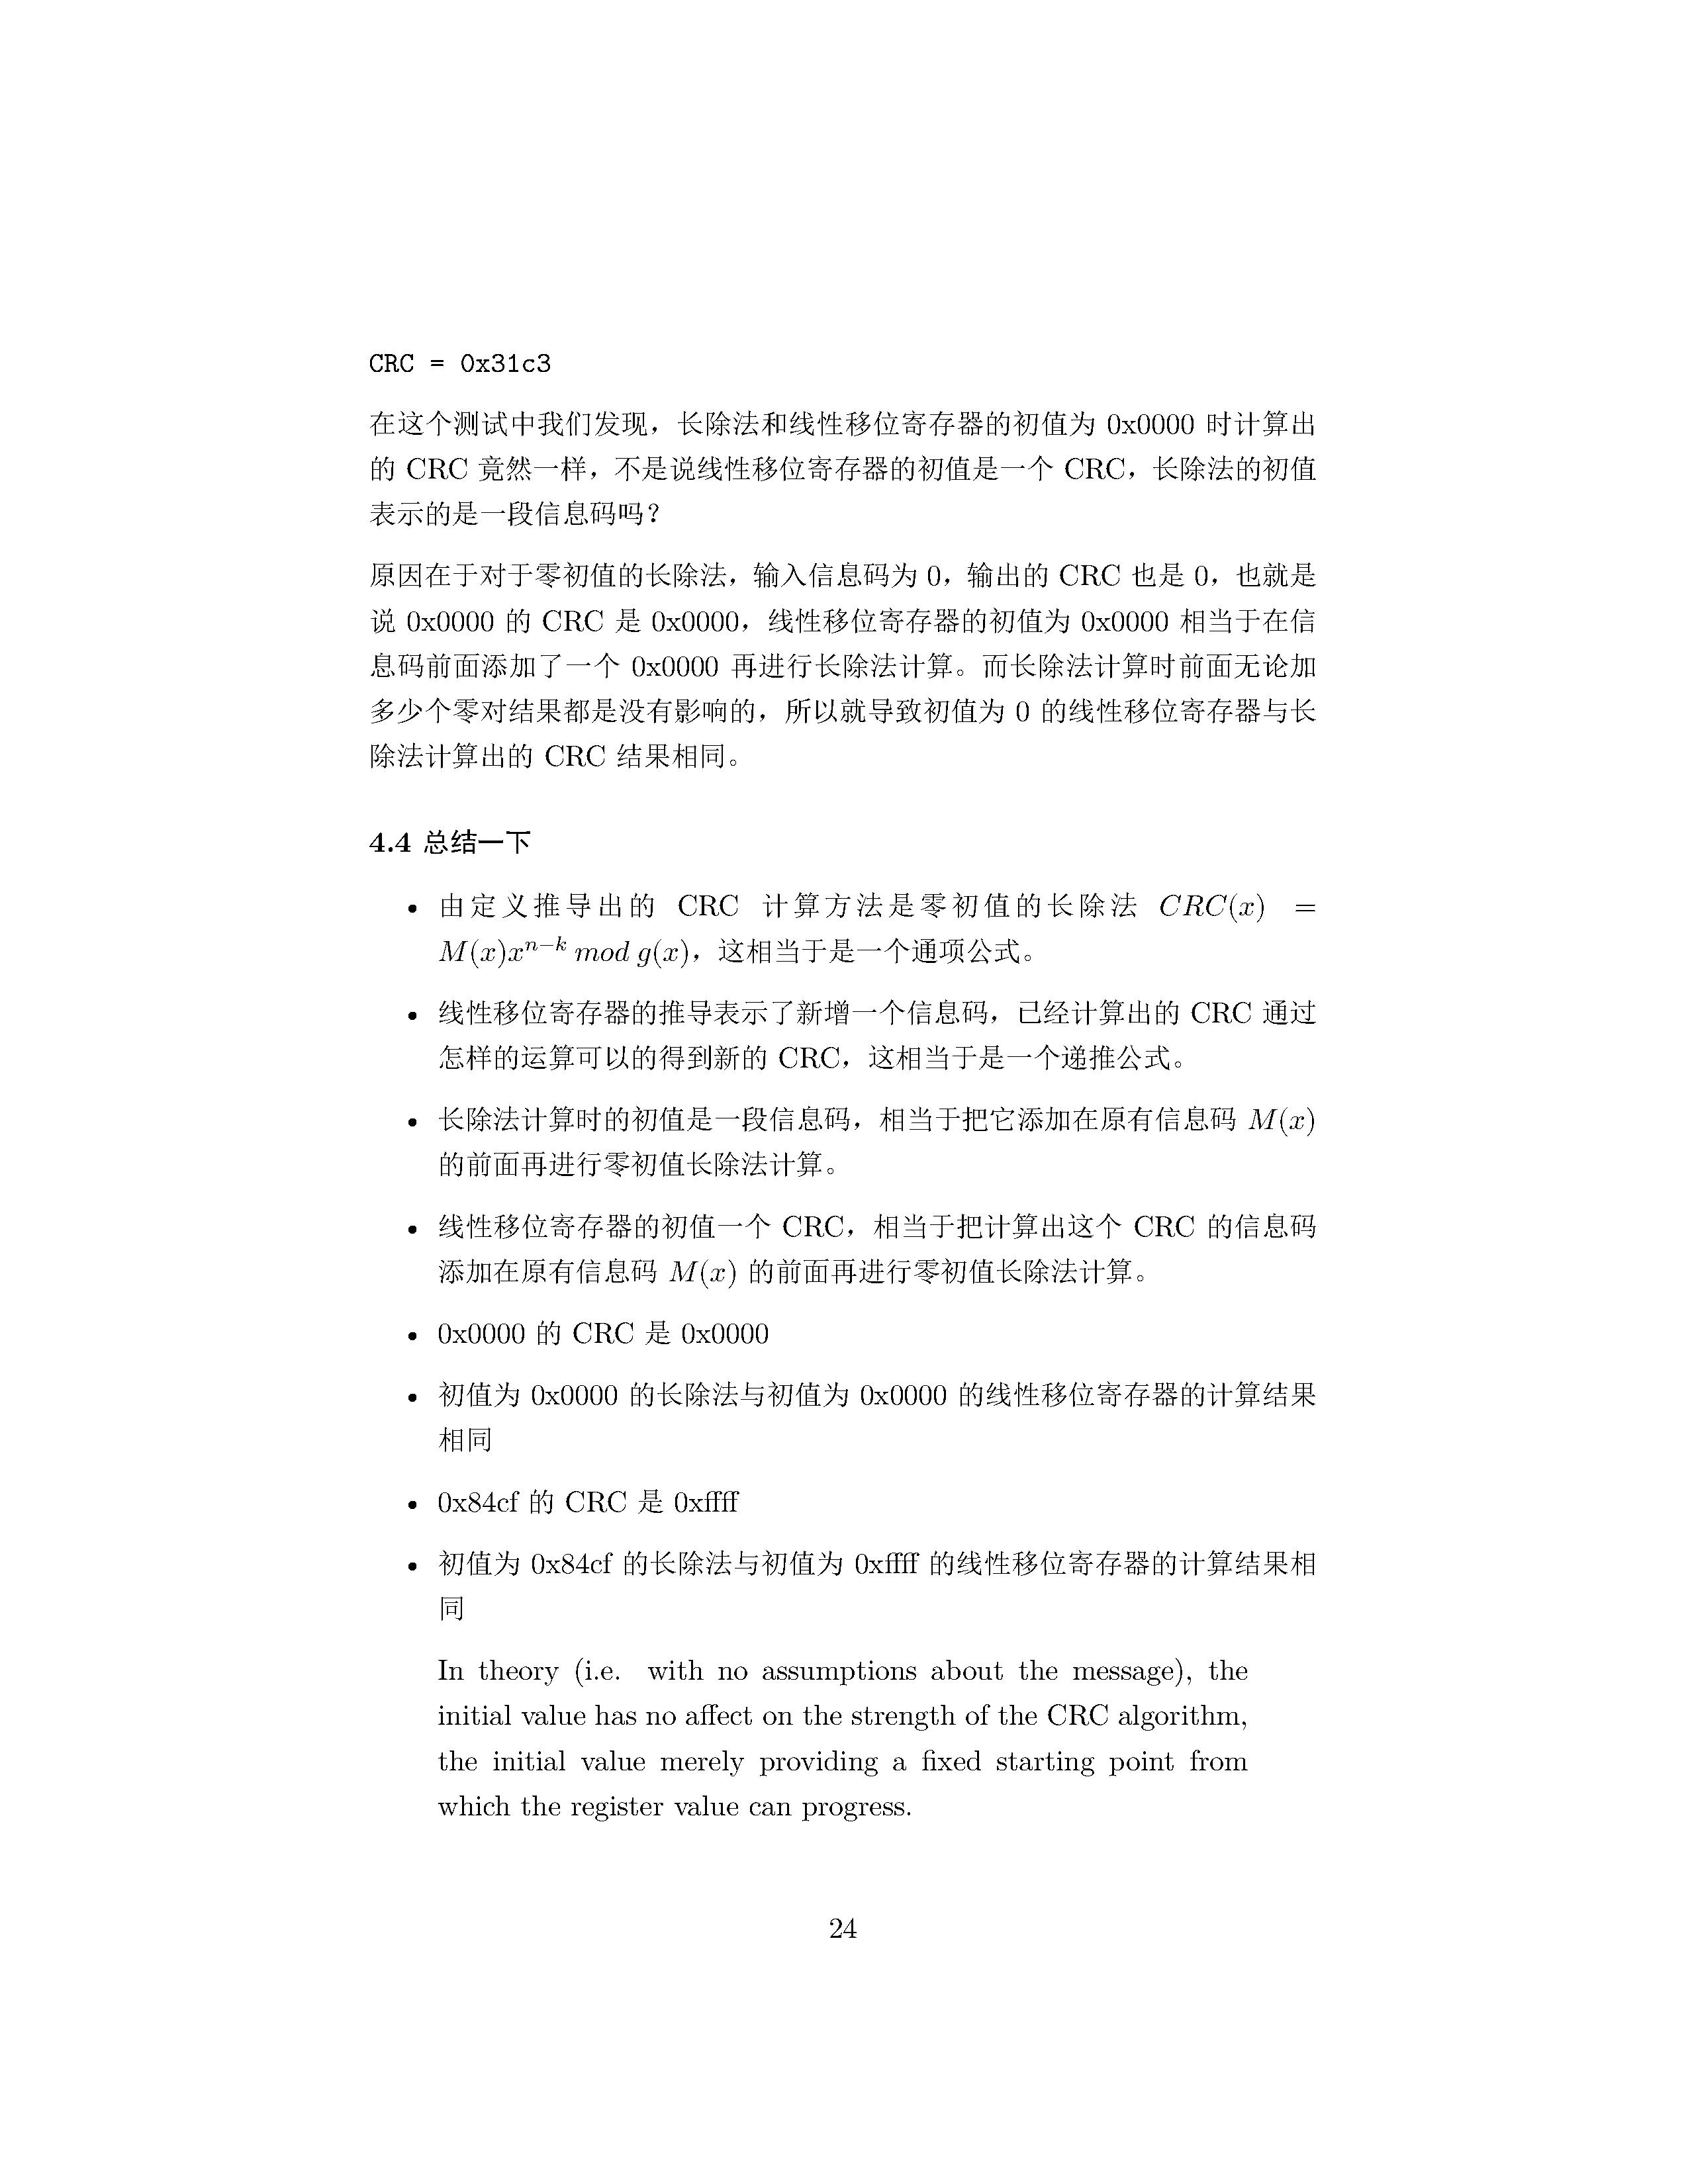 CRC = 0x31c3
在这个测试中我们发现，长除法和线性移位寄存器的初值为 0x0000 时计算出
的 CRC 竟然一样，不是说线性移位寄存器的初值是一个 CRC，长除法的初值
表示的是一段信息码吗？
原因在于对于零初值的长除法，输入信息码为 0，输出的 CRC 也是 0，也就是
说 0x0000 的 CRC 是 0x0000，线性移位寄存器的初值为 0x0000 相当于在信
息码前面添加了一个 0x0000 再进行长除法计算。而长除法计算时前面无论加
多少个零对结果都是没有影响的，所以就导致初值为 0 的线性移位寄存器与长
除法计算出的 CRC 结果相同。
4.4 总结一下
• 由定义推导出的 CRC 计算方法是零初值的长除法 CRC(x) =
M(x)x^{n−k} mod g(x)，这相当于是一个通项公式。
• 线性移位寄存器的推导表示了新增一个信息码，已经计算出的 CRC 通过
怎样的运算可以的得到新的 CRC，这相当于是一个递推公式。
• 长除法计算时的初值是一段信息码，相当于把它添加在原有信息码 M(x)
的前面再进行零初值长除法计算。
• 线性移位寄存器的初值一个 CRC，相当于把计算出这个 CRC 的信息码
添加在原有信息码 M(x) 的前面再进行零初值长除法计算。
• 0x0000 的 CRC 是 0x0000
• 初值为 0x0000 的长除法与初值为 0x0000 的线性移位寄存器的计算结果
相同
• 0x84cf 的 CRC 是 0xffff
• 初值为 0x84cf 的长除法与初值为 0xffff 的线性移位寄存器的计算结果相
同
In theory (i.e. with no assumptions about the message), the
initial value has no affect on the strength of the CRC algorithm,
the initial value merely providing a fixed starting point from
which the register value can progress.
24